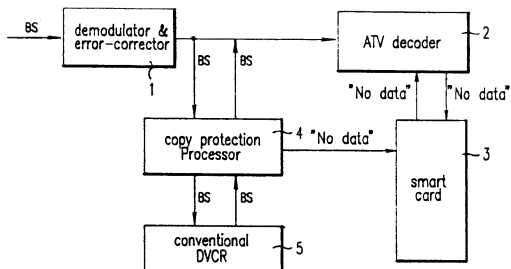 BS
demodulator &
error-corrector
1
ATV decoder
2
BS
BS
"No data"
"No data"
copy protection
Processor
4
"No data"
smart
card
3
BS
BS
conventional
DVCR
5